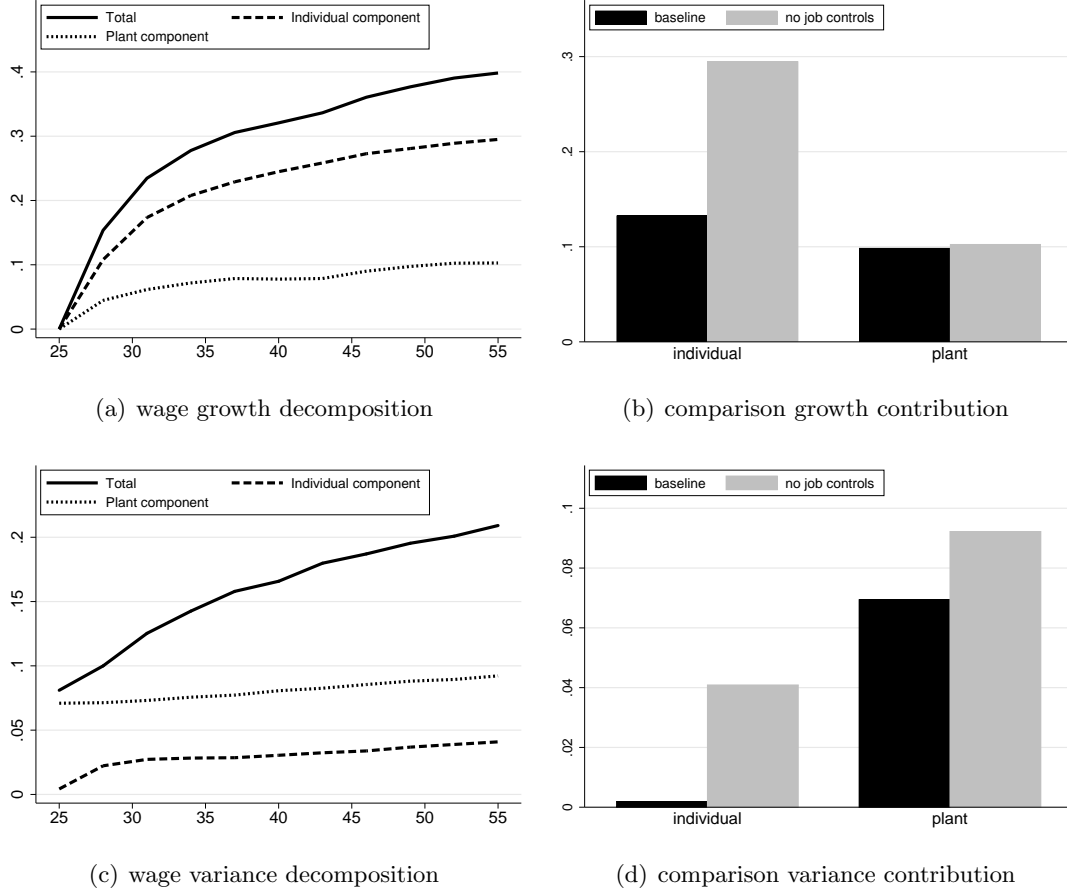 Total Individual component
Plant component
.4
.3
.2
.1
0
25 30 35 40 45 50 55
(a) wage growth decomposition
baseline no job controls
.3
.2
.1
0
individual plant
(b) comparison growth contribution
Total Individual component
Plant component
.2
.15
.1
.05
0
25 30 35 40 45 50 55
(c) wage variance decomposition
baseline no job controls
.1
.08
.06
.04
.02
0
individual plant
(d) comparison variance contribution